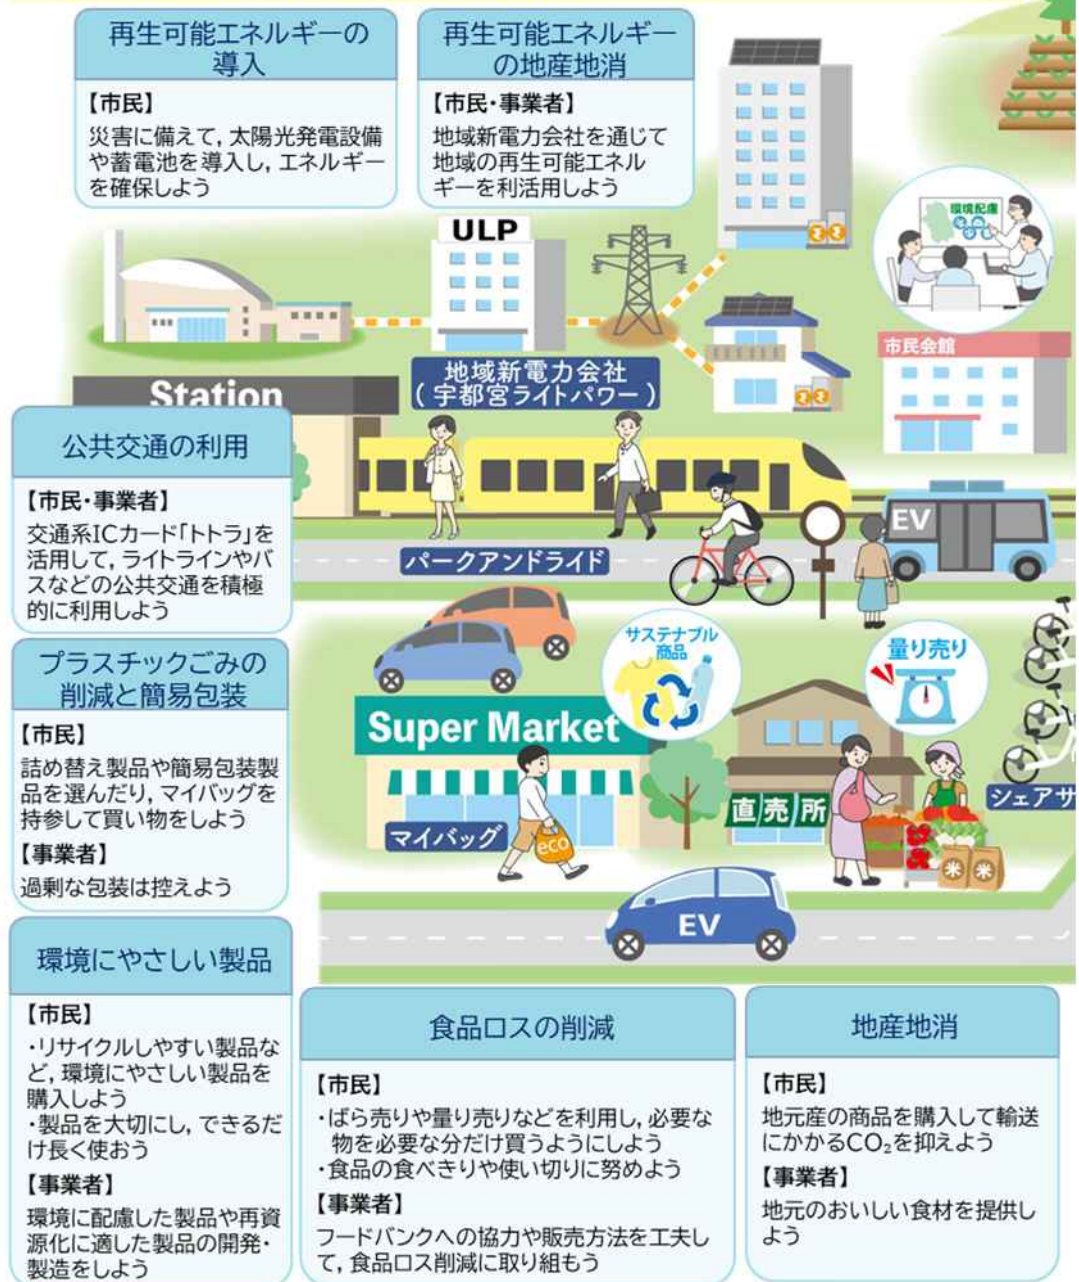 再生可能エネルギーの
導入
【市民】
災害に備えて，太陽光発電設備
や蓄電池を導入し，エネルギー
を確保しよう
再生可能エネルギー
の地産地消
【市民・事業者】
地域新電力会社を通じて
地域の再生可能エネル
ギーを利活用しよう
環境配慮
ULP
市民会館
地域新電力会社
（宇都宮ライトパワー）
Station
公共交通の利用
【市民・事業者】
交通系ICカード「トトラ」を
活用して，ライトラインやバ
スなどの公共交通を積極
的に利用しよう
EV
パークアンドライド
サステナブル
商品
量り売り
プラスチックごみの
削減と簡易包装
【市民】
詰め替え製品や簡易包装製
品を選んだり，マイバッグを
持参して買い物をしよう
【事業者】
過剰な包装は控えよう
Super Market
マイバッグ
eco
直売所
米
米
シェアサ
EV
環境にやさしい製品
【市民】
・リサイクルしやすい製品な
ど，環境にやさしい製品を
購入しよう
・製品を大切にし，できるだ
け長く使おう
【事業者】
環境に配慮した製品や再資
源化に適した製品の開発・
製造をしよう
食品ロスの削減
【市民】
・ばら売りや量り売りなどを利用し，必要な
物を必要な分だけ買うようにしよう
・食品の食べきりや使い切りに努めよう
【事業者】
フードバンクへの協力や販売方法を工夫し
て，食品ロス削減に取り組もう
地産地消
【市民】
地元産の商品を購入して輸送
にかかるCO₂を抑えよう
【事業者】
地元のおいしい食材を提供し
よう